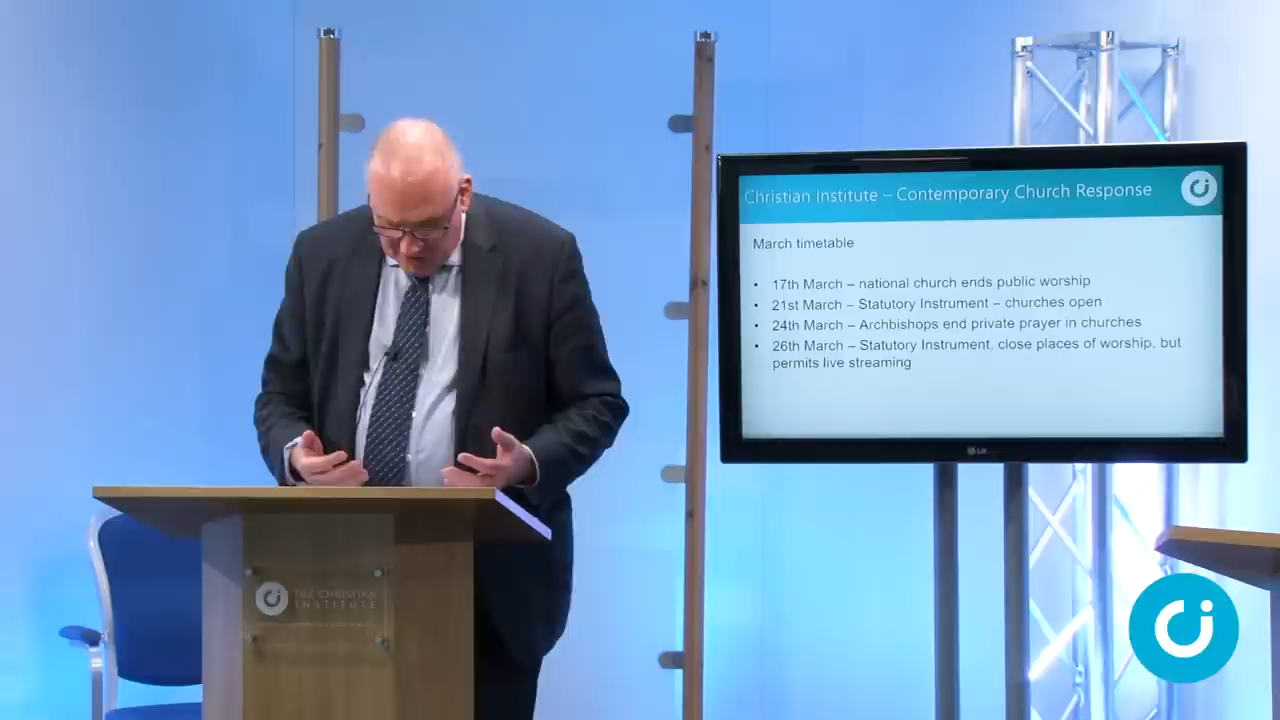 Christian Institute – Contemporary Church Response
March timetable
• 17th March – national church ends public worship
• 21st March – Statutory Instrument – churches open
• 24th March – Archbishops end private prayer in churches
• 26th March – Statutory Instrument, close places of worship, but
permits live streaming
LG
THE CHRISTIAN
INSTITUTE